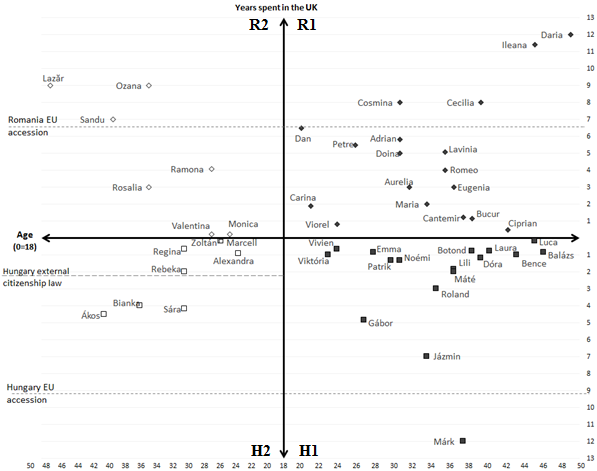 Years spent in the UK
R2 R1
13
Daria
12
Ileana
11
10
Lazăr
Ozana
9
Cosmina
Cecilia
8
Sandu
7
Romania EU
accession
Dan
Adrian
6
Petre
Doina
Lavinia
5
Ramona
Romeo
4
Rosalia
Aurelia
Eugenia
3
Carina
Maria
2
Valentina
Monica
Viorel
Cantemir
Bucur
Ciprian
1
Age
(0=18)
Zoltán
Marcell
Vivien
Luca
Regina
Alexandra
Viktória
Emma
Botond
Laura
Balázs
1
Rebeka
Patrik
Noémi
Lili
Dóra
Bence
Hungary external
citizenship law
Máté
2
Roland
3
Bianka
Sára
4
Ákos
Gábor
5
6
Jázmin
7
8
Hungary EU
accession
9
10
11
Márk
12
H2 H1
13
50 48 46 44 42 40 38 36 34 32 30 28 26 24 22 20 18 20 22 24 26 28 30 32 34 36 38 40 42 44 46 48 50